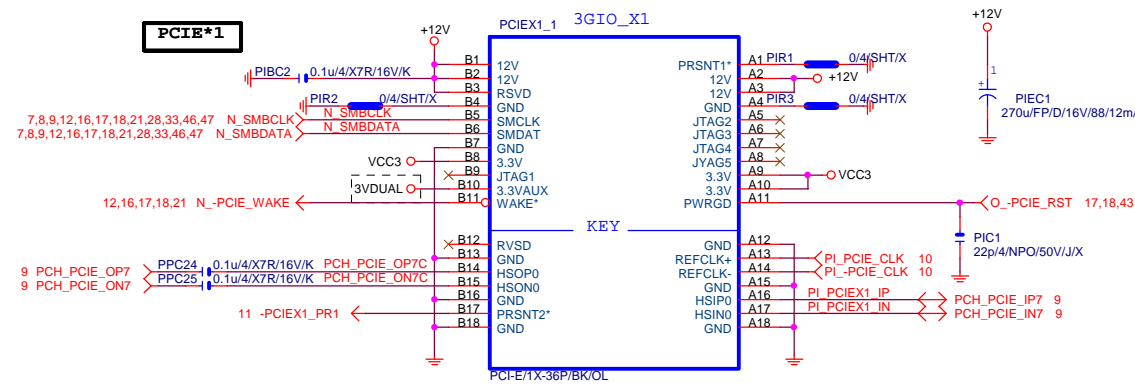 PCIE*1
PCIEX1_1 3GIO_X1
+12V
+12V
PIBC2 0.1u/4/X7R/16V/K
PIR2 0/4/SHT/X
7,8,9,12,16,17,18,21,28,33,46,47 N_SMBCLK N_SMBCLK
7,8,9,12,16,17,18,21,28,33,46,47 N_SMBDATA N_SMBDATA
VCC3
3VDUAL
12,16,17,18,21 N_-PCIE_WAKE
9 PCH_PCIE_OP7 PPC24 0.1u/4/X7R/16V/K PCH_PCIE_OP7C
9 PCH_PCIE_ON7 PPC25 0.1u/4/X7R/16V/K PCH_PCIE_ON7C
11 -PCIEX1_PR1
B1 12V
B2 12V
B3 RSVD
B4 GND
B5 SMCLK
B6 SMDAT
B7 GND
B8 3.3V
B9 JTAG1
B10 3.3VAUX
B11 WAKE*
KEY
B12 RVSD
B13 GND
B14 HSOP0
B15 HSON0
B16 GND
B17 PRSNT2*
B18 GND
PRSNT1* A1 PIR1 0/4/SHT/X
12V A2 +12V
12V A3
GND A4 PIR3 0/4/SHT/X
JTAG2 A5
JTAG3 A6
JTAG4 A7
JYAG5 A8
3.3V A9 VCC3
3.3V A10
PWRGD A11 O_-PCIE_RST 17,18,43
GND A12
REFCLK+ A13 PI_PCIE_CLK 10
REFCLK- A14 PI_-PCIE_CLK 10
GND A15
HSIP0 A16 PI_PCIEX1_IP PCH_PCIE_IP7 9
HSIN0 A17 PI_PCIEX1_IN PCH_PCIE_IN7 9
GND A18
1
+
PIEC1
270u/FP/D/16V/88/12m/
PIC1
22p/4/NPO/50V/J/X
PCI-E/1X-36P/BK/OL